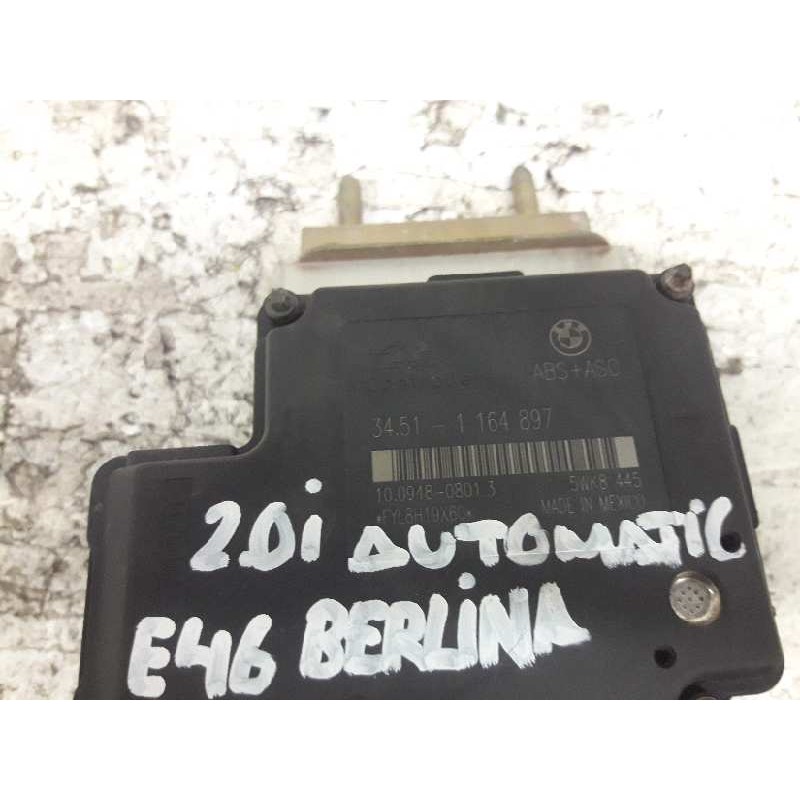 ABS+ASC
34.51 - 1 164 897
10.0948-0801.3 5WK8 445
*FYL8H19X60* MADE IN MEXICO
2.0i AUTOMATIC
E46 BERLINA